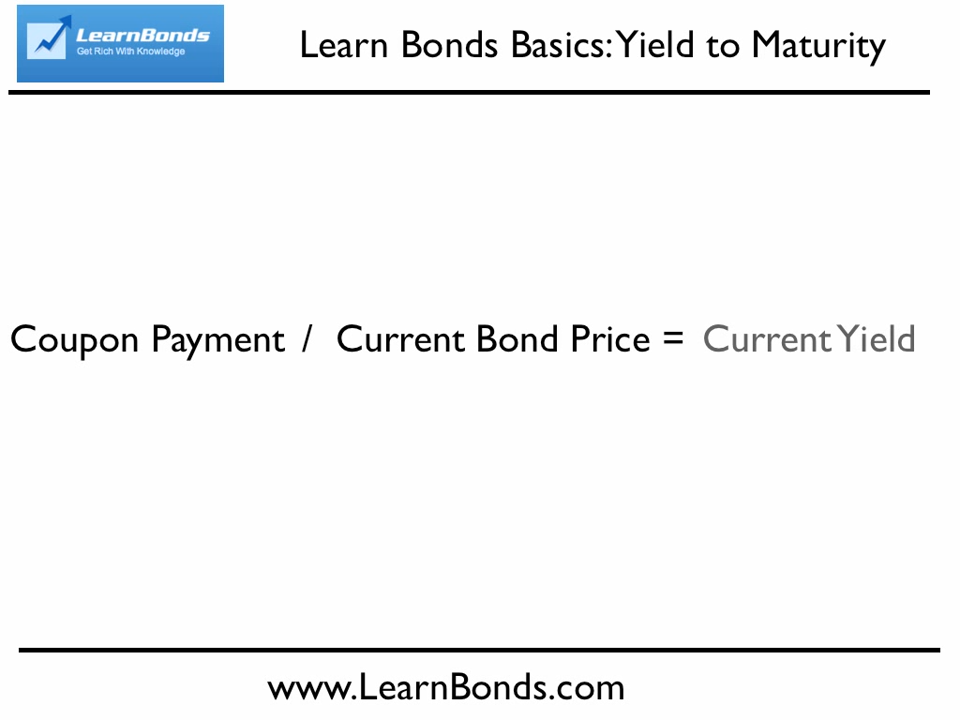 LearnBonds
Get Rich With Knowledge
Learn Bonds Basics: Yield to Maturity
Coupon Payment / Current Bond Price = Current Yield
www.LearnBonds.com